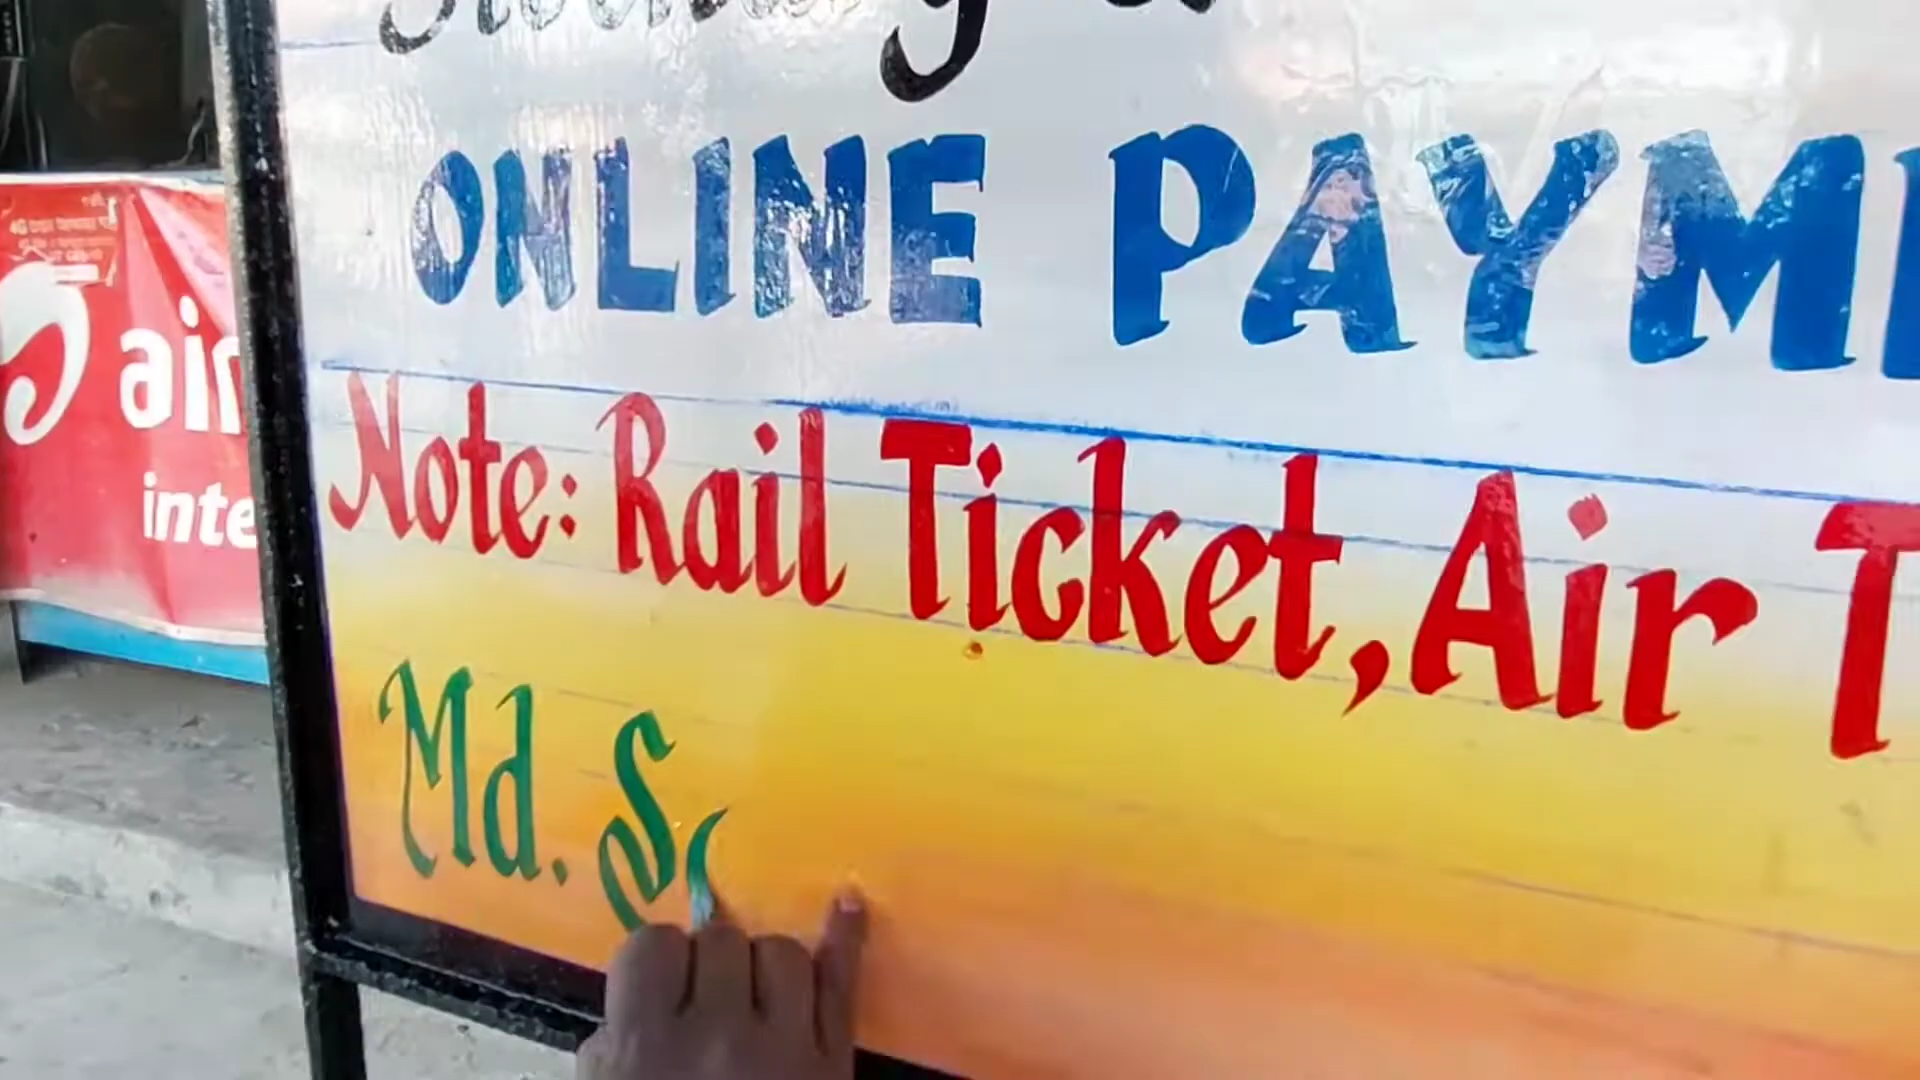 ONLINE PAYM
Note: Rail Ticket, Air T
Md. S
air
inte